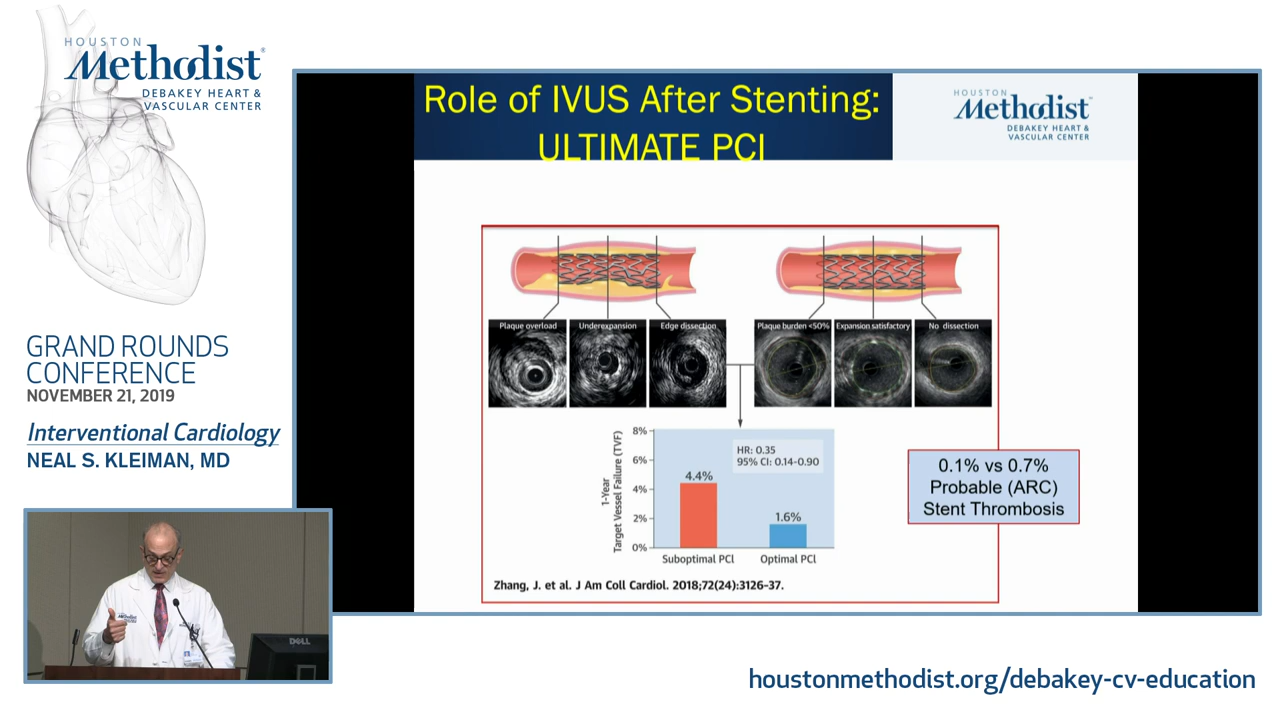 HOUSTON
Methodist®
DEBAKEY HEART &
VASCULAR CENTER
GRAND ROUNDS
CONFERENCE
NOVEMBER 21, 2019
Interventional Cardiology
NEAL S. KLEIMAN, MD
Role of IVUS After Stenting:
ULTIMATE PCI
HOUSTON
Methodist
DEBAKEY HEART &
VASCULAR CENTER
Plaque overload
Underexpansion
Edge dissection
Plaque burden <50%
Expansion satisfactory
No dissection
1-Year
Target Vessel Failure (TVF)
8%
6%
4%
2%
0%
HR: 0.35
95% CI: 0.14-0.90
4.4%
1.6%
Suboptimal PCI
Optimal PCI
0.1% vs 0.7%
Probable (ARC)
Stent Thrombosis
Zhang, J. et al. J Am Coll Cardiol. 2018;72(24):3126–37.
Methodist
DELL
houstonmethodist.org/debakey-cv-education